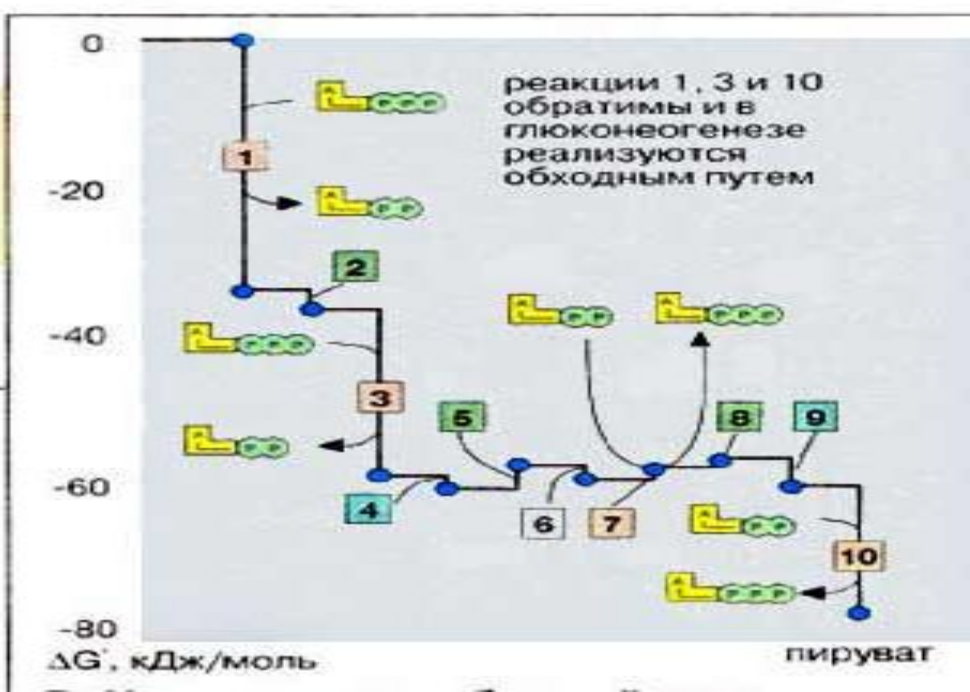 0
реакции 1, 3 и 10
обратимы и в
глюконеогенезе
реализуются
обходным путем
A
P P P
1
-20
A
P P
2
-40
A
P P P
A
P P
A
P P P
3
5
8
9
A
P P
-60
4
6
7
A
P P
10
A
P P P
-80
ΔG', кДж/моль
пируват